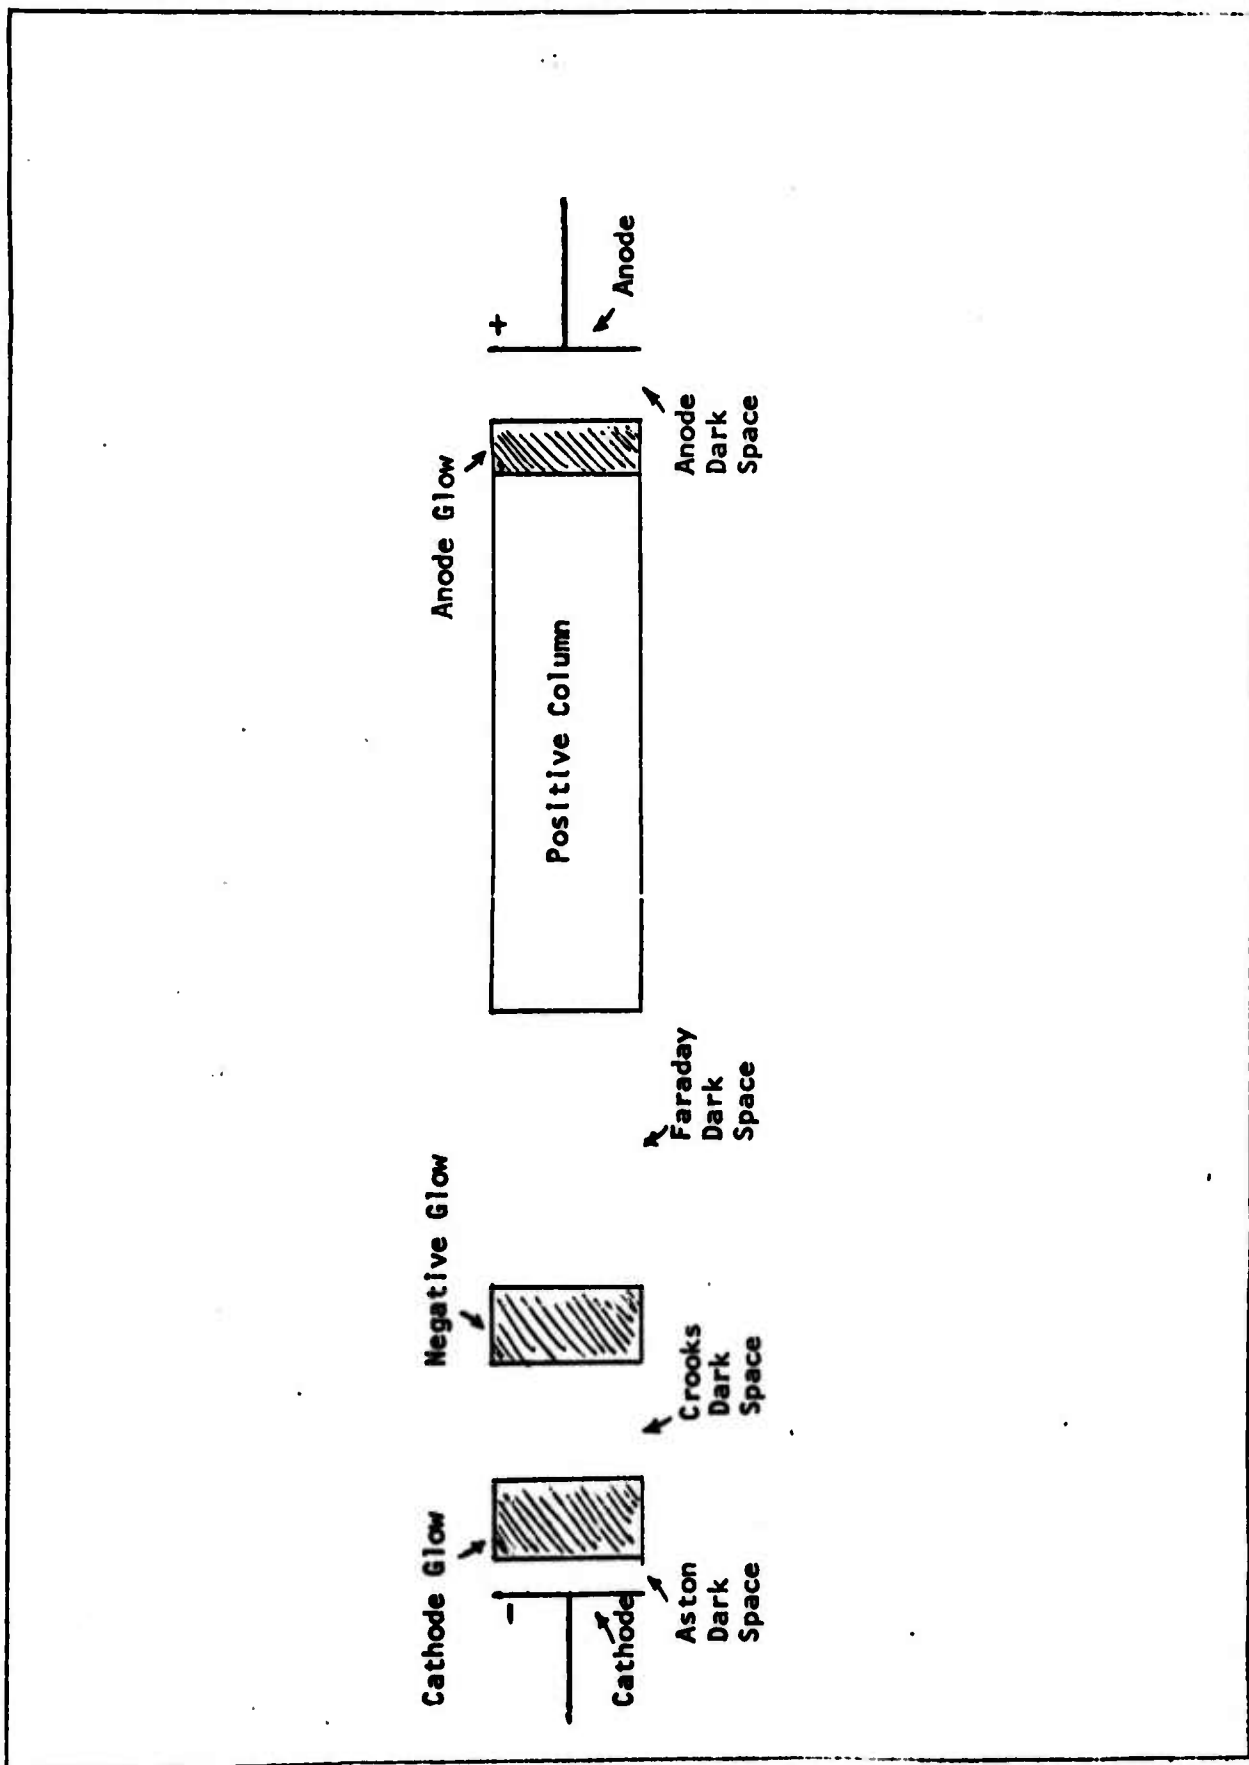 Cathode Glow
Negative Glow
Anode Glow
-
+
Positive Column
Cathode
Aston
Dark
Space
Crooks
Dark
Space
Faraday
Dark
Space
Anode
Dark
Space
Anode